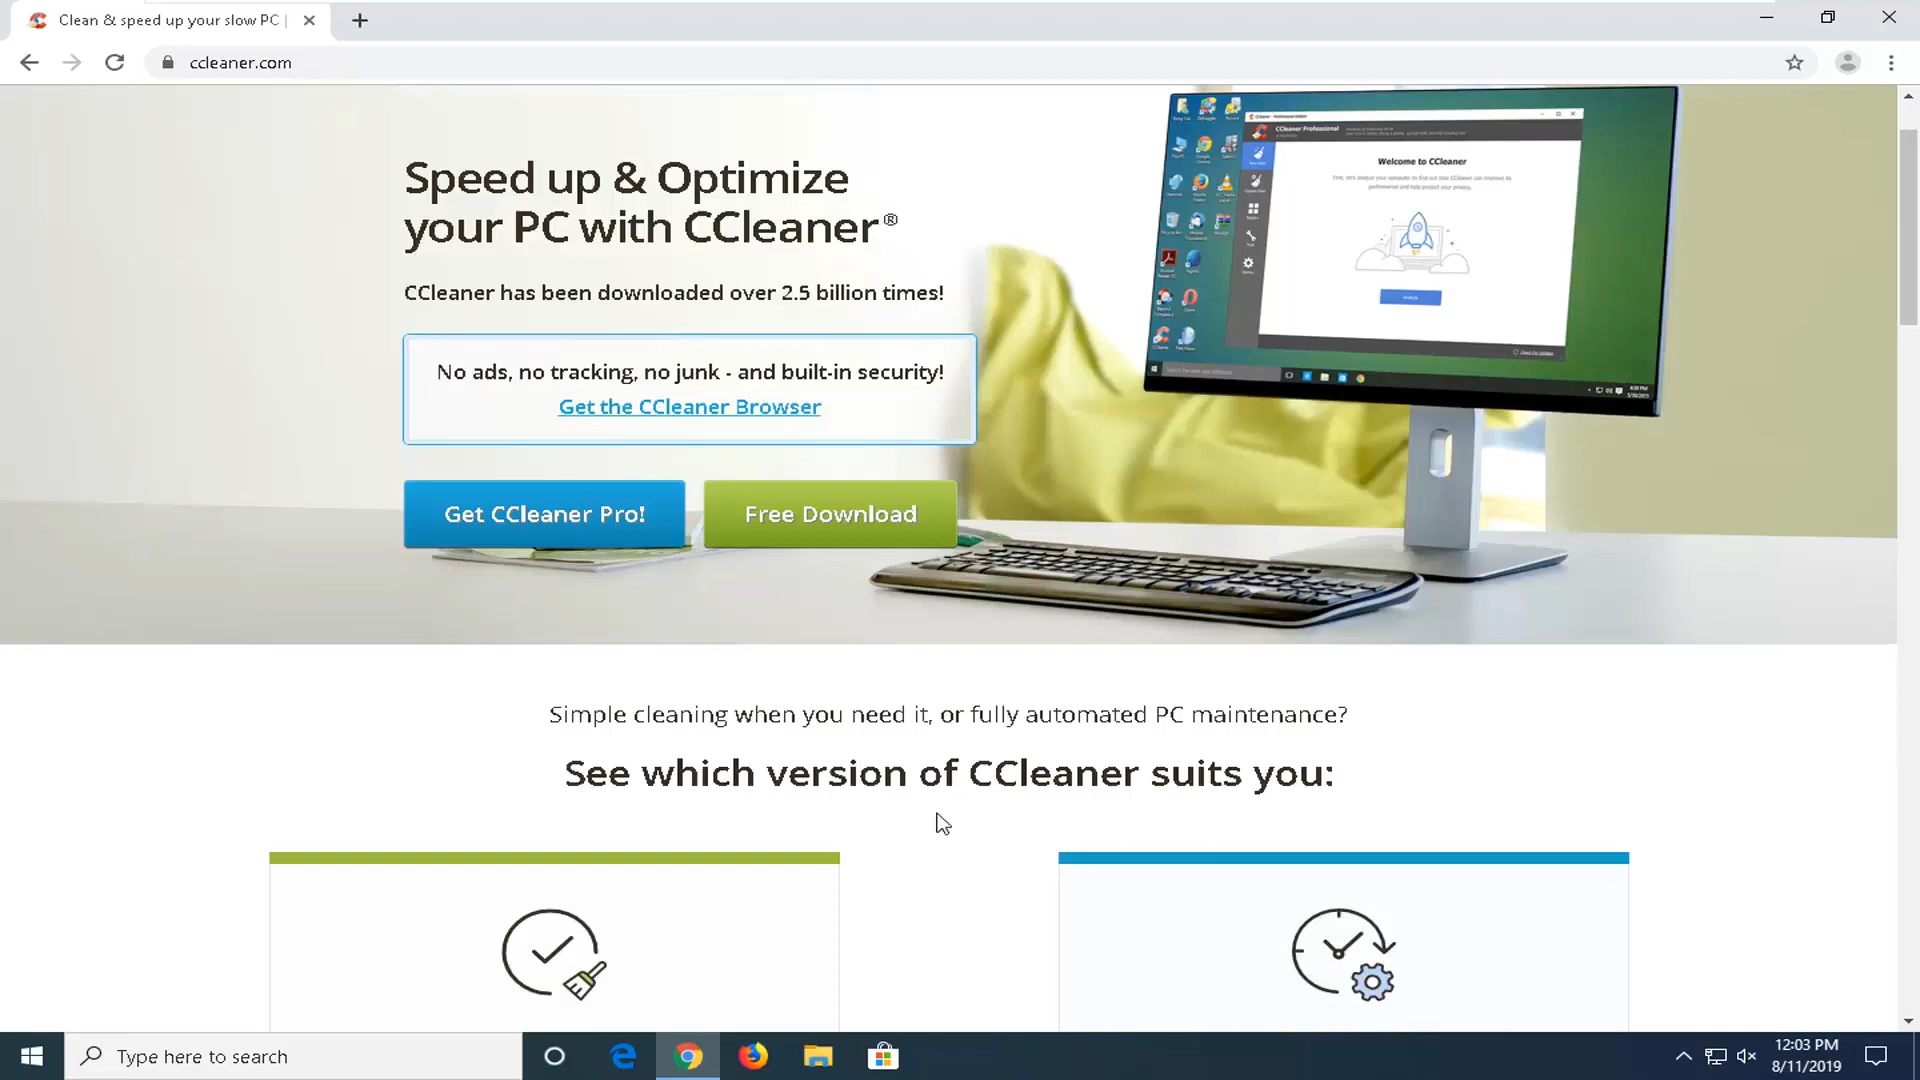 Clean & speed up your slow PC |
ccleaner.com
Speed up & Optimize
your PC with CCleaner®
CCleaner has been downloaded over 2.5 billion times!
No ads, no tracking, no junk - and built-in security!
Get the CCleaner Browser
Get CCleaner Pro!
Free Download
CCleaner Professional
Welcome to CCleaner
Simple cleaning when you need it, or fully automated PC maintenance?
See which version of CCleaner suits you:
Type here to search
12:03 PM
8/11/2019